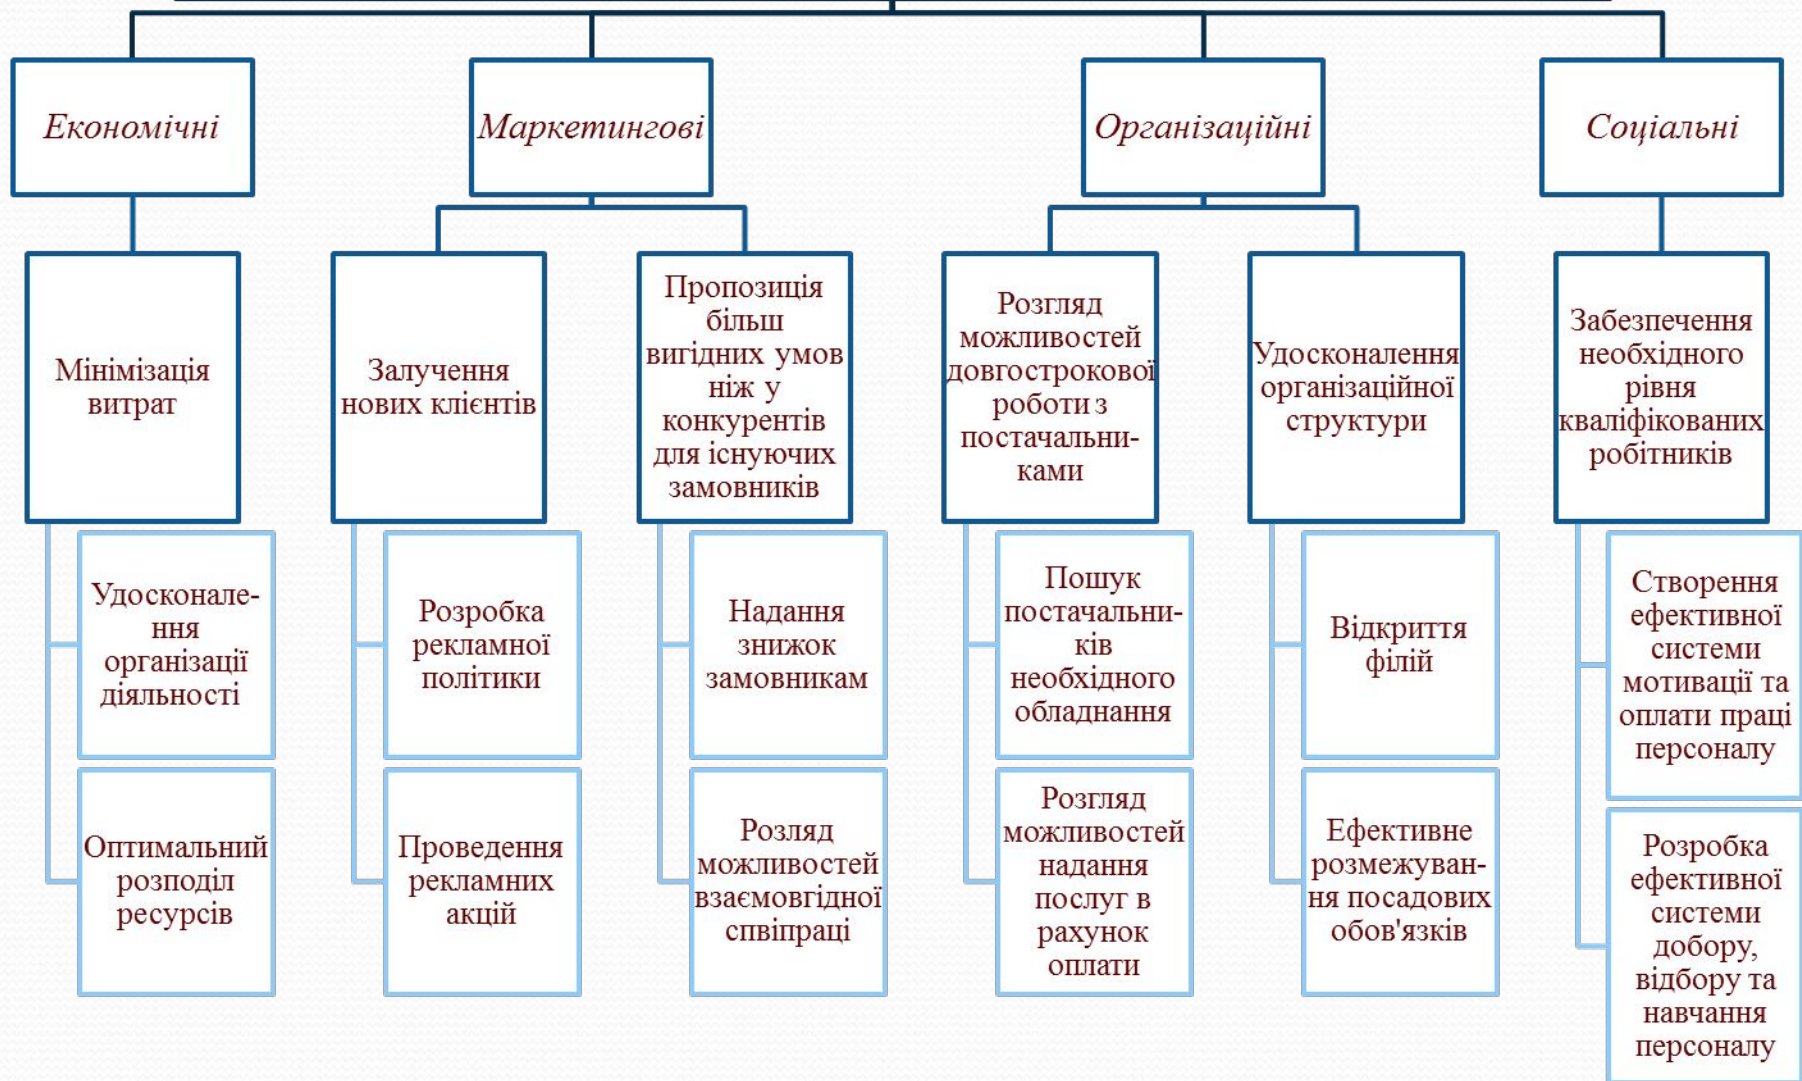 Економічні
Маркетингові
Організаційні
Соціальні
Мінімізація
витрат
Залучення
нових клієнтів
Пропозиція
більш
вигідних умов
ніж у
конкурентів
для існуючих
замовників
Розгляд
можливостей
довгострокової
роботи з
постачальни-
ками
Удосконалення
організаційної
структури
Забезпечення
необхідного
рівня
кваліфікованих
робітників
Удосконале-
ння
організації
діяльності
Розробка
рекламної
політики
Надання
знижок
замовникам
Пошук
постачальни-
ків
необхідного
обладнання
Відкриття
філій
Створення
ефективної
системи
мотивації та
оплати праці
персоналу
Оптимальний
розподіл
ресурсів
Проведення
рекламних
акцій
Розляд
можливостей
взаємовгідної
спвіпраці
Розгляд
можливостей
надання
послуг в
рахунок
оплати
Ефективне
розмежуван-
ня посадових
обов'язків
Розробка
ефективної
системи
добору,
відбору та
навчання
персоналу